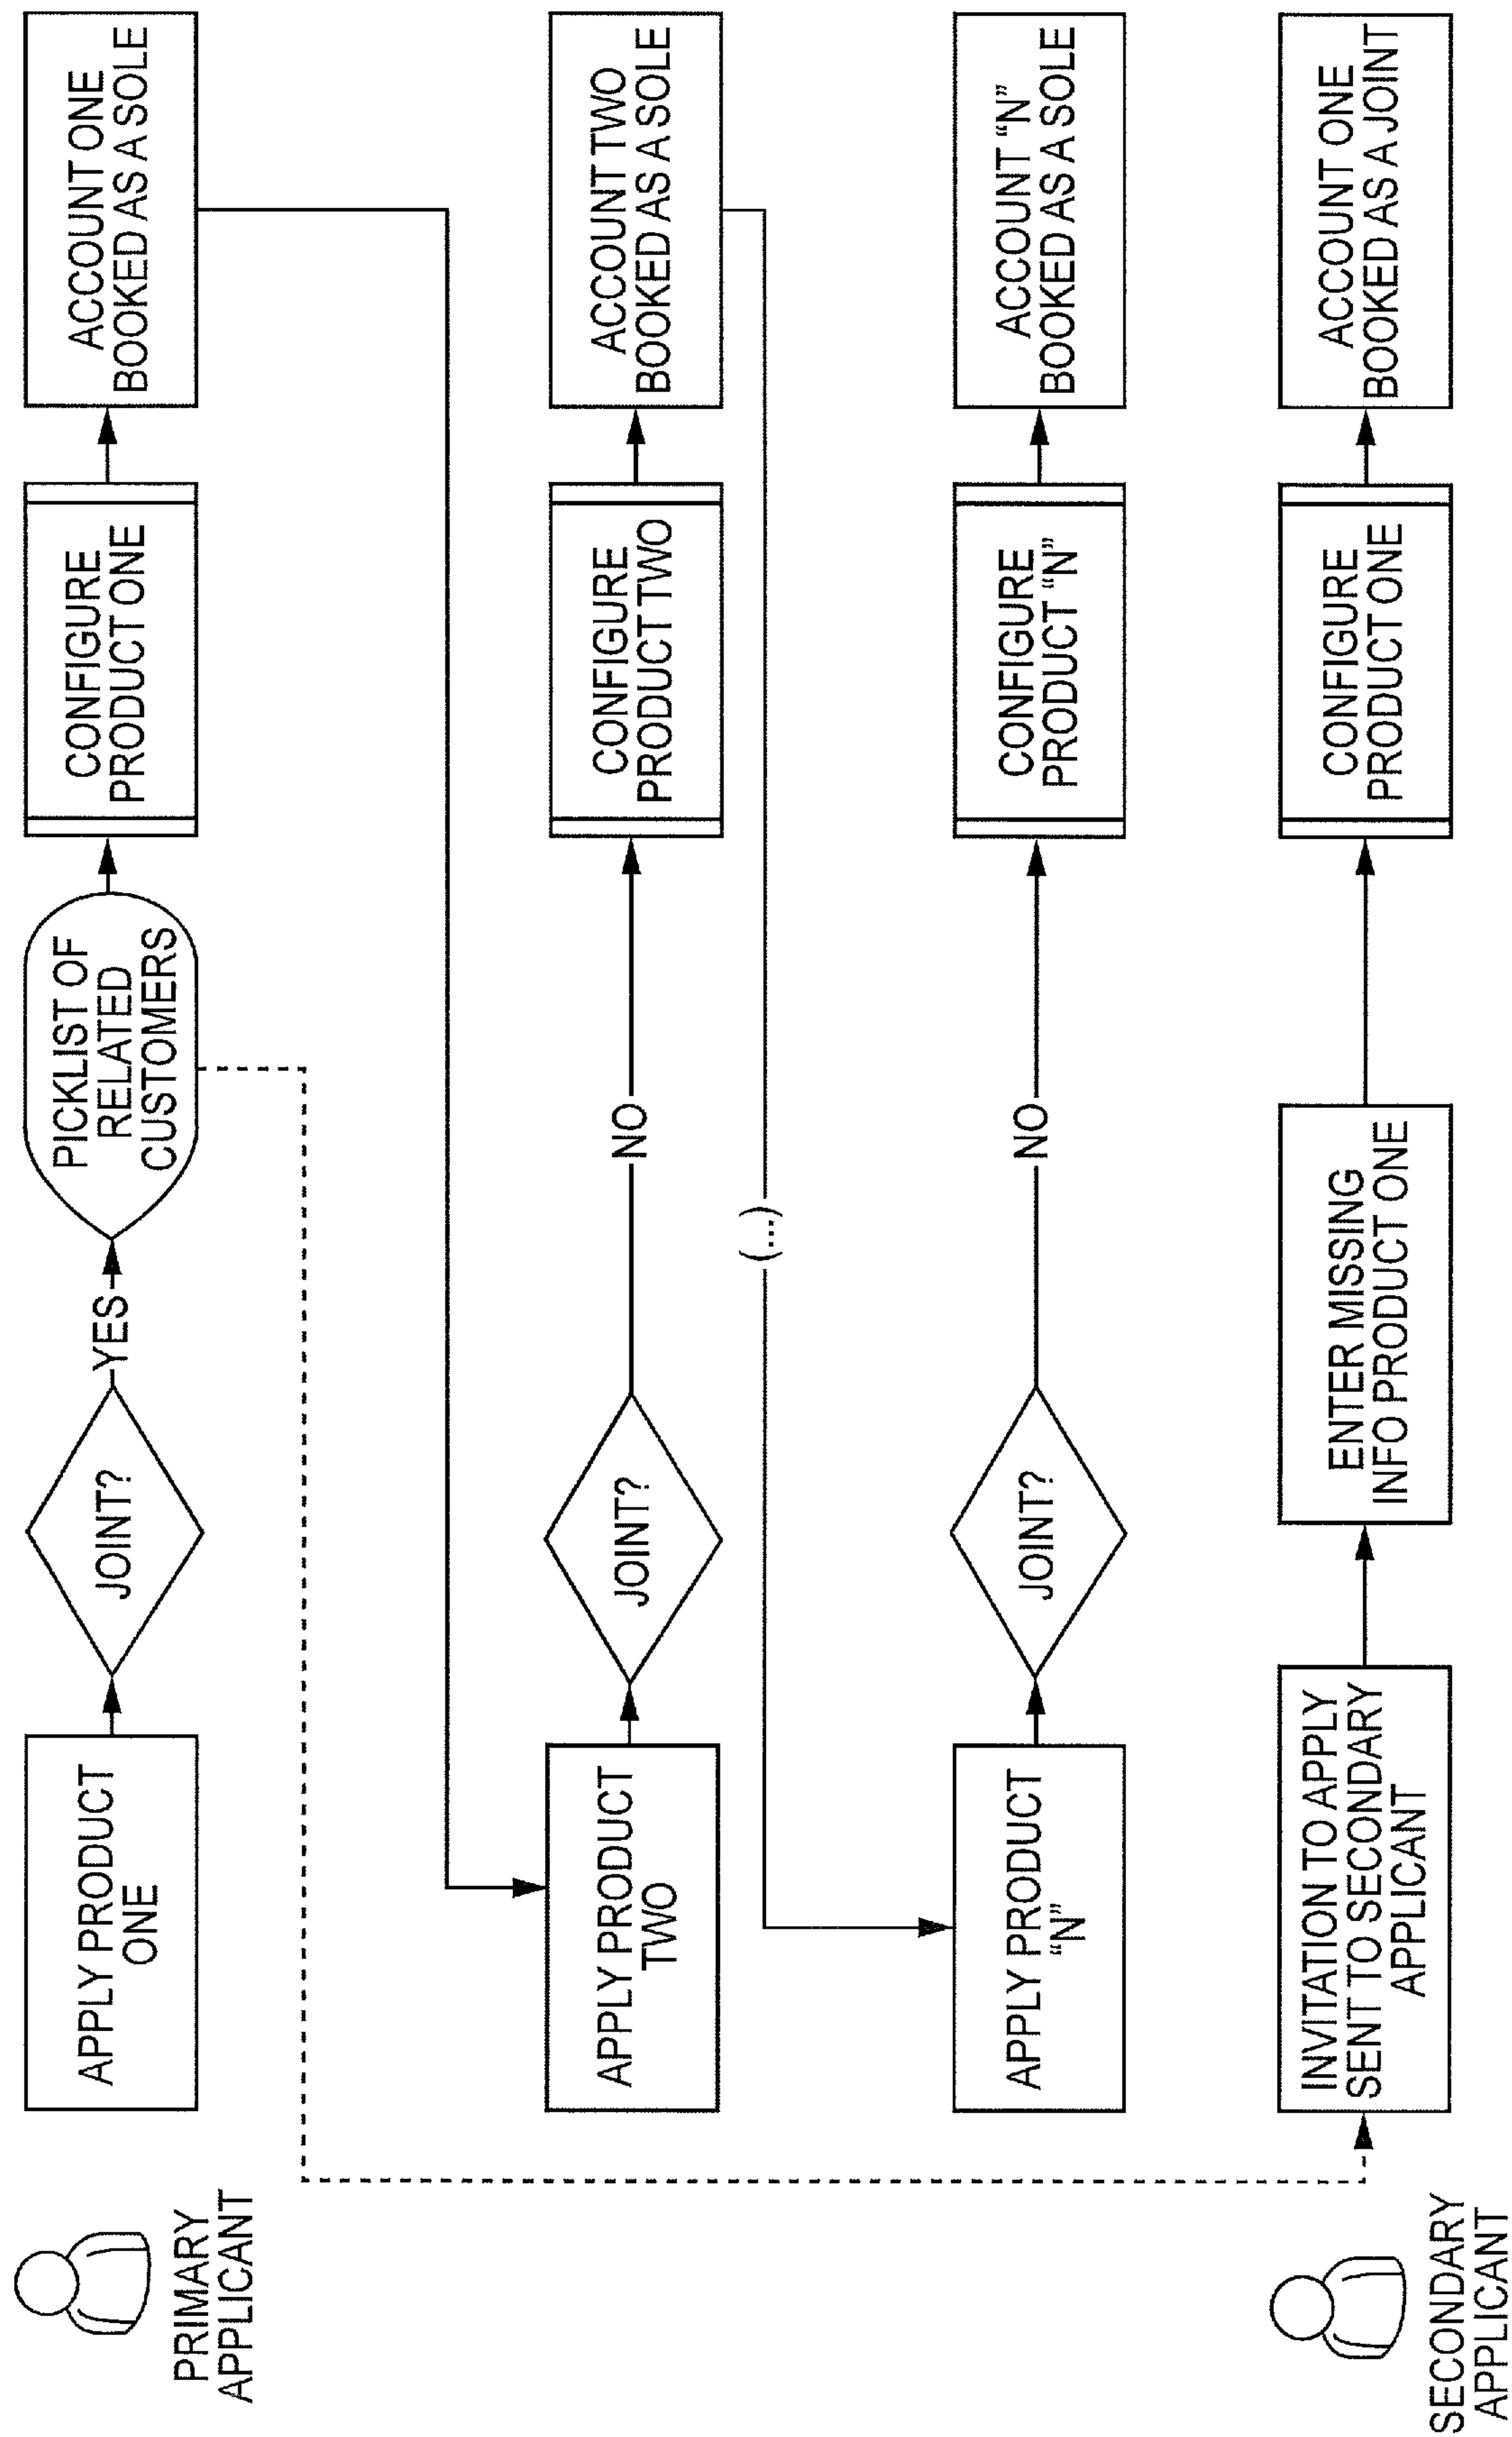 PRIMARY
APPLICANT
APPLY PRODUCT
ONE
JOINT?
YES
PICKLIST OF
RELATED
CUSTOMERS
CONFIGURE
PRODUCT ONE
ACCOUNT ONE
BOOKED AS A SOLE
APPLY PRODUCT
TWO
JOINT?
NO
CONFIGURE
PRODUCT TWO
ACCOUNT TWO
BOOKED AS A SOLE
(...)
APPLY PRODUCT
“N”
JOINT?
NO
CONFIGURE
PRODUCT “N”
ACCOUNT “N”
BOOKED AS A SOLE
SECONDARY
APPLICANT
INVITATION TO APPLY
SENT TO SECONDARY
APPLICANT
ENTER MISSING
INFO PRODUCT ONE
CONFIGURE
PRODUCT ONE
ACCOUNT ONE
BOOKED AS A JOINT